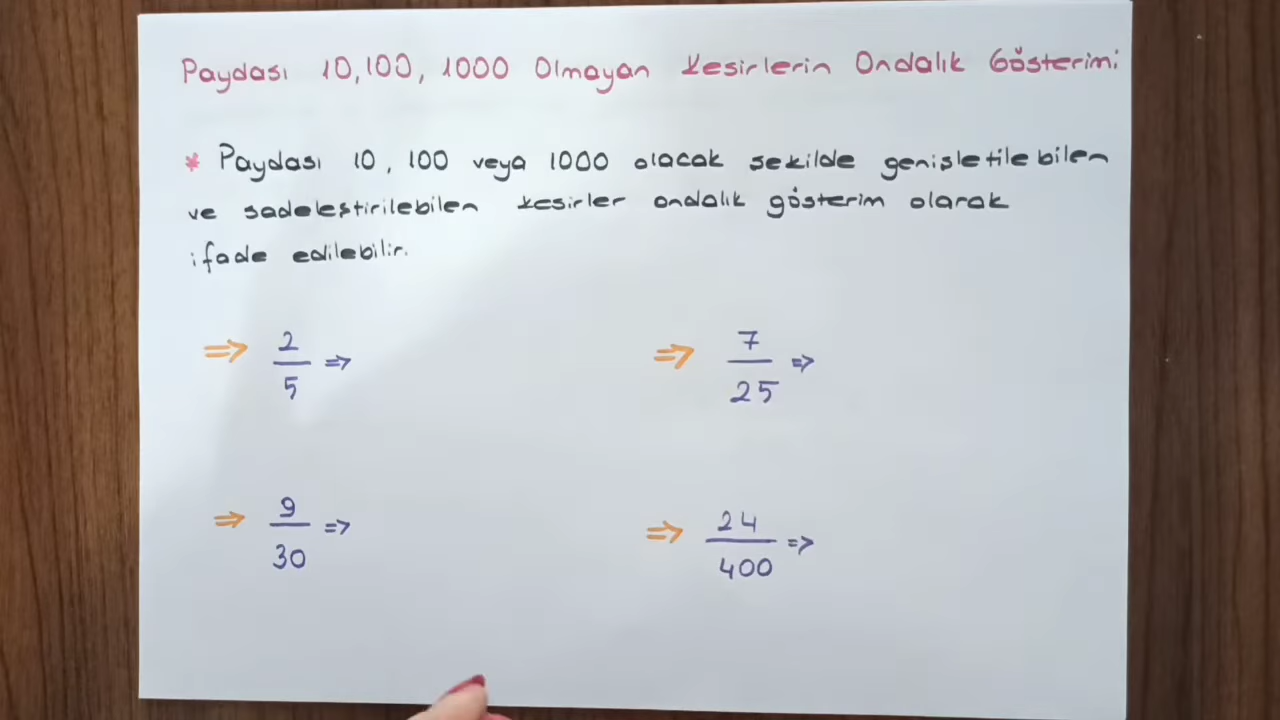 Paydası 10, 100, 1000 Olmayan Kesirlerin Ondalık Gösterimi
* Paydası 10, 100 veya 1000 olacak sekilde genişletilebilen
ve sadeleştirilebilen kesirler ondalık gösterim olarak
ifade edilebilir.
⇒ 2/5 ⇒
⇒ 7/25 ⇒
⇒ 9/30 ⇒
⇒ 24/400 ⇒